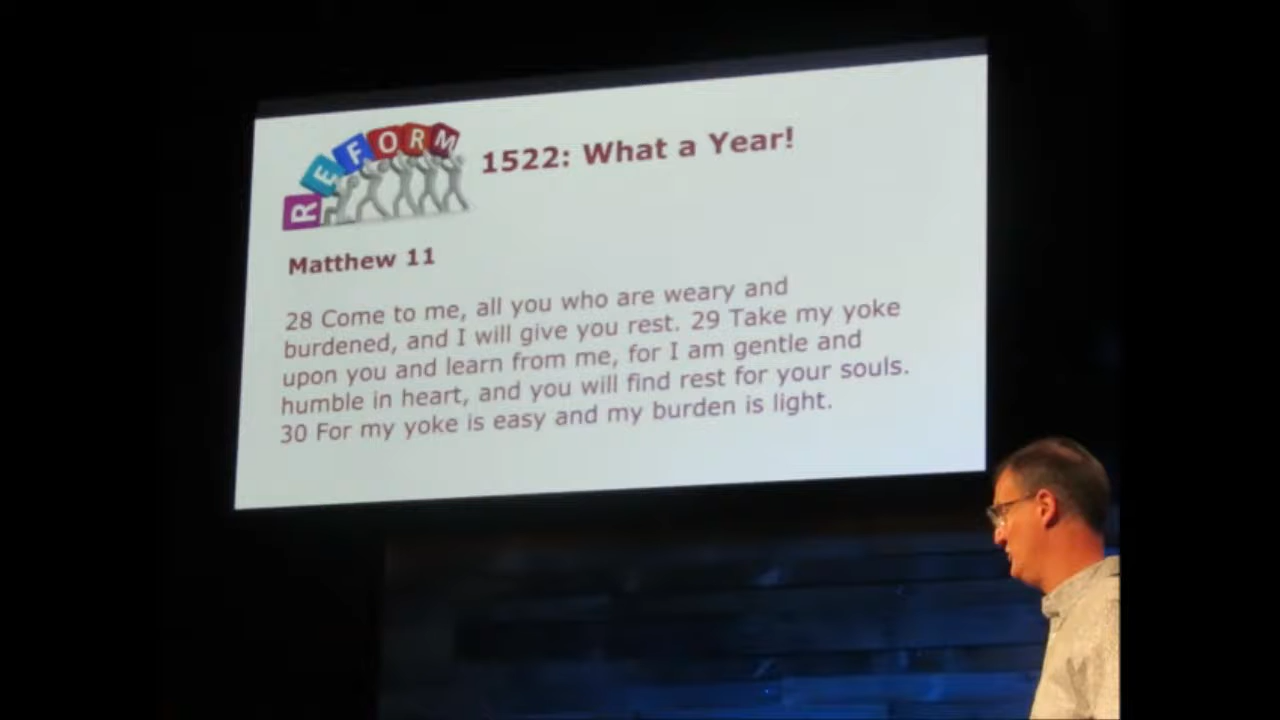 REFORM
1522: What a Year!
Matthew 11
28 Come to me, all you who are weary and
burdened, and I will give you rest. 29 Take my yoke
upon you and learn from me, for I am gentle and
humble in heart, and you will find rest for your souls.
30 For my yoke is easy and my burden is light.